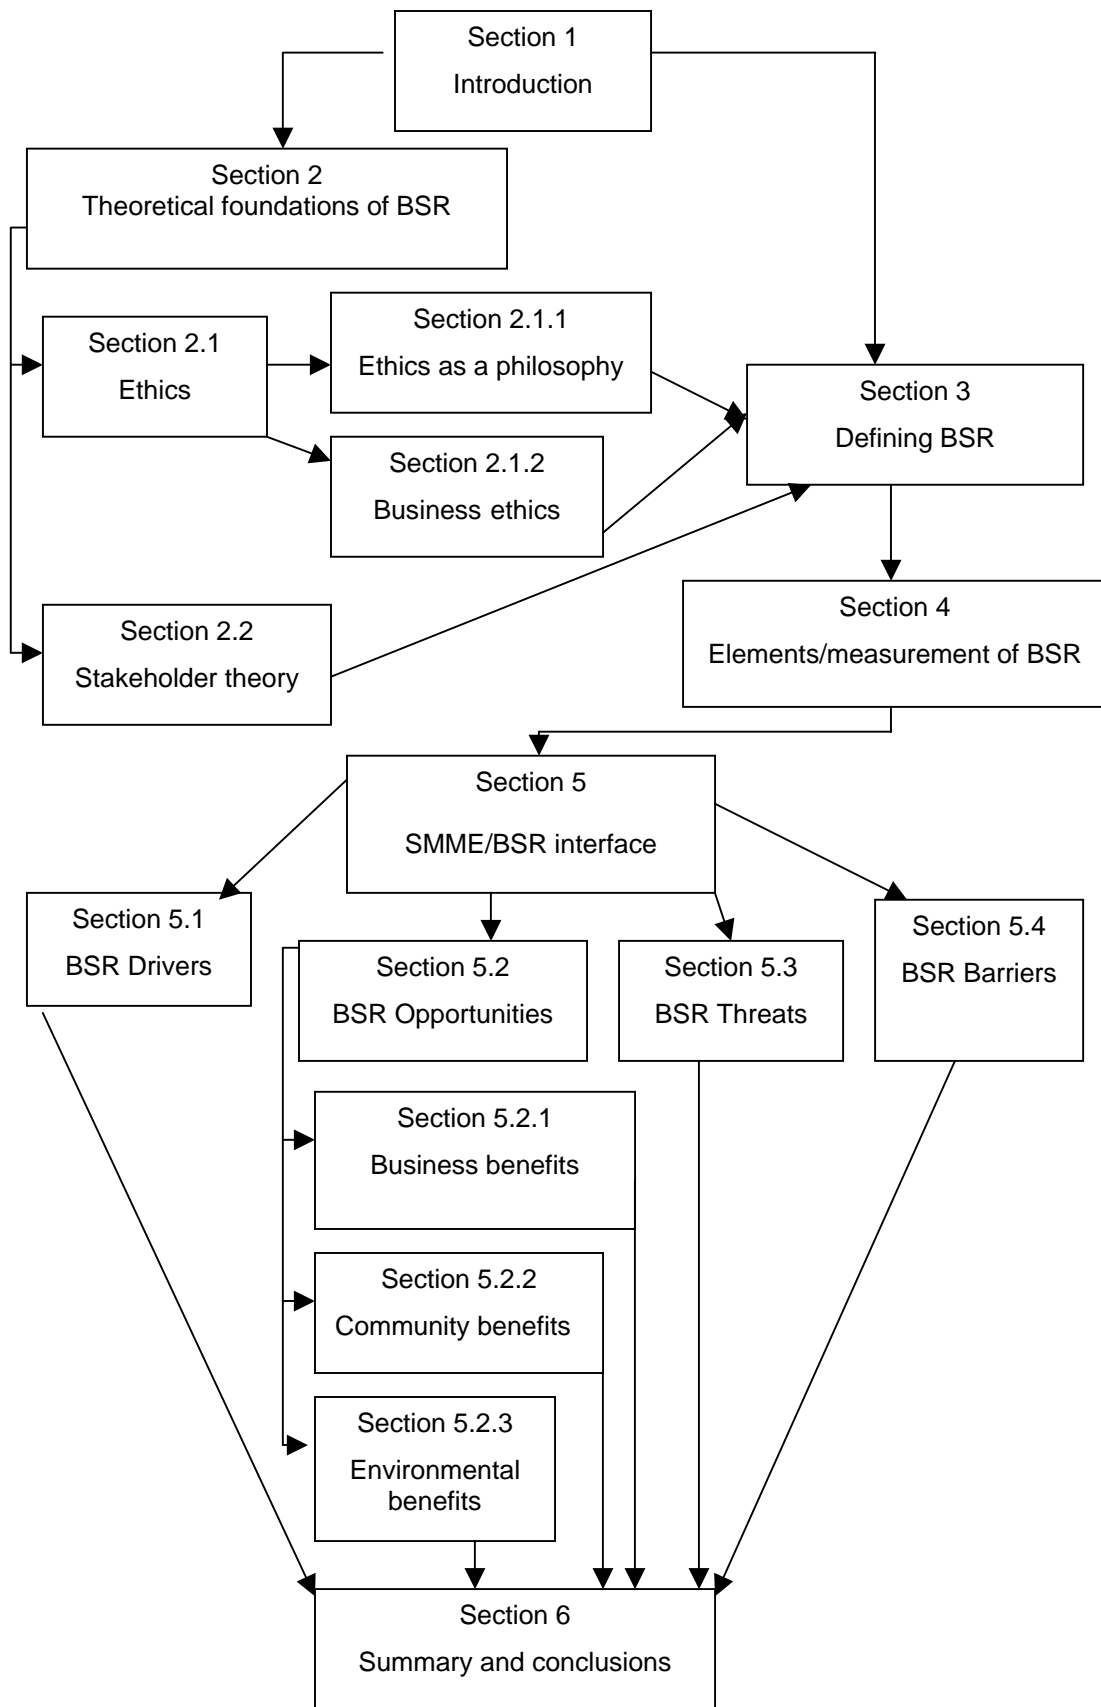 Section 1
Introduction
Section 2
Theoretical foundations of BSR
Section 2.1
Ethics
Section 2.1.1
Ethics as a philosophy
Section 2.1.2
Business ethics
Section 3
Defining BSR
Section 2.2
Stakeholder theory
Section 4
Elements/measurement of BSR
Section 5
SMME/BSR interface
Section 5.1
BSR Drivers
Section 5.2
BSR Opportunities
Section 5.3
BSR Threats
Section 5.4
BSR Barriers
Section 5.2.1
Business benefits
Section 5.2.2
Community benefits
Section 5.2.3
Environmental
benefits
Section 6
Summary and conclusions